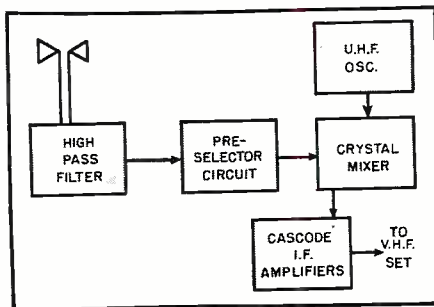 U.H.F.
OSC.
HIGH
PASS
FILTER
PRE-
SELECTOR
CIRCUIT
CRYSTAL
MIXER
CASCODE
I.F.
AMPLIFIERS
TO
V.H.F.
SET